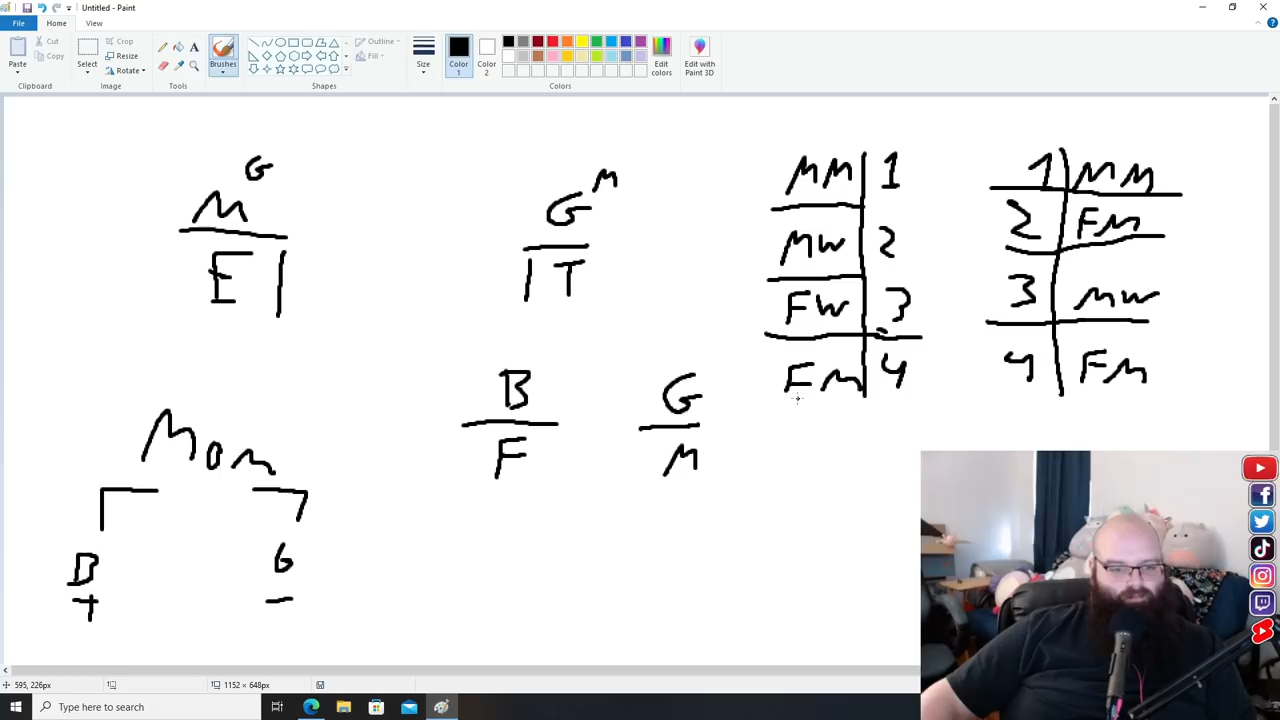 Untitled - Paint
File Home View
Paste
Cut
Copy
Clipboard
Select
Crop
Resize
Rotate
Image
Tools
Brushes
Shapes
Outline
Fill
Size
Color 1
Color 2
Edit colors
Colors
Edit with Paint 3D
M G
E
G M
T
MM 1
MW 2
FW 3
FM 4
1 MM
2 FM
3 MW
4 FM
B
F
G
M
Mom
B
+
G
-
595, 226px
1152 × 648px
Type here to search